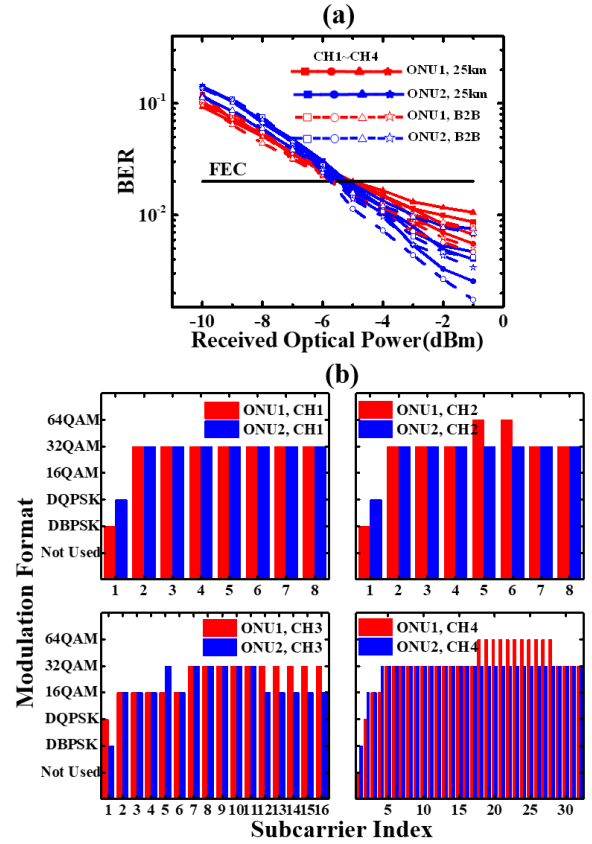 (a)
CH1~CH4
ONU1, 25km
ONU2, 25km
ONU1, B2B
ONU2, B2B
FEC
BER
10-1
10-2
-10 -8 -6 -4 -2 0
Received Optical Power(dBm)
(b)
Modulation Format
64QAM
32QAM
16QAM
DQPSK
DBPSK
Not Used
ONU1, CH1
ONU2, CH1
1 2 3 4 5 6 7 8
ONU1, CH2
ONU2, CH2
1 2 3 4 5 6 7 8
64QAM
32QAM
16QAM
DQPSK
DBPSK
Not Used
ONU1, CH3
ONU2, CH3
1 2 3 4 5 6 7 8 9 10 11 12 13 14 15 16
ONU1, CH4
ONU2, CH4
5 10 15 20 25 30
Subcarrier Index